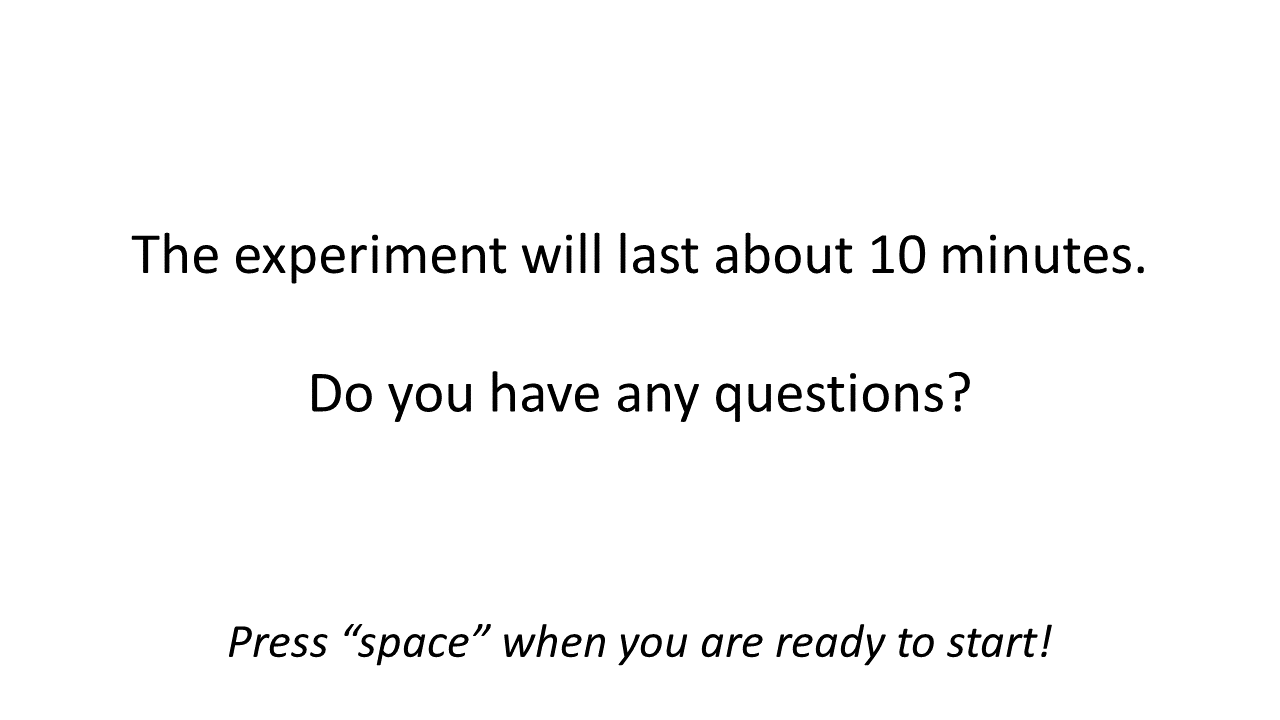 The experiment will last about 10 minutes.
Do you have any questions?
Press “space” when you are ready to start!